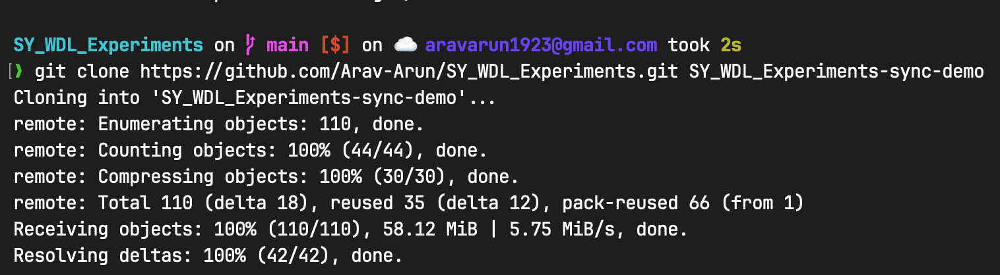 SY_WDL_Experiments on main [$] on ☁️ aravarun1923@gmail.com took 2s
[❱ git clone https://github.com/Arav-Arun/SY_WDL_Experiments.git SY_WDL_Experiments-sync-demo
Cloning into 'SY_WDL_Experiments-sync-demo'...
remote: Enumerating objects: 110, done.
remote: Counting objects: 100% (44/44), done.
remote: Compressing objects: 100% (30/30), done.
remote: Total 110 (delta 18), reused 35 (delta 12), pack-reused 66 (from 1)
Receiving objects: 100% (110/110), 58.12 MiB | 5.75 MiB/s, done.
Resolving deltas: 100% (42/42), done.